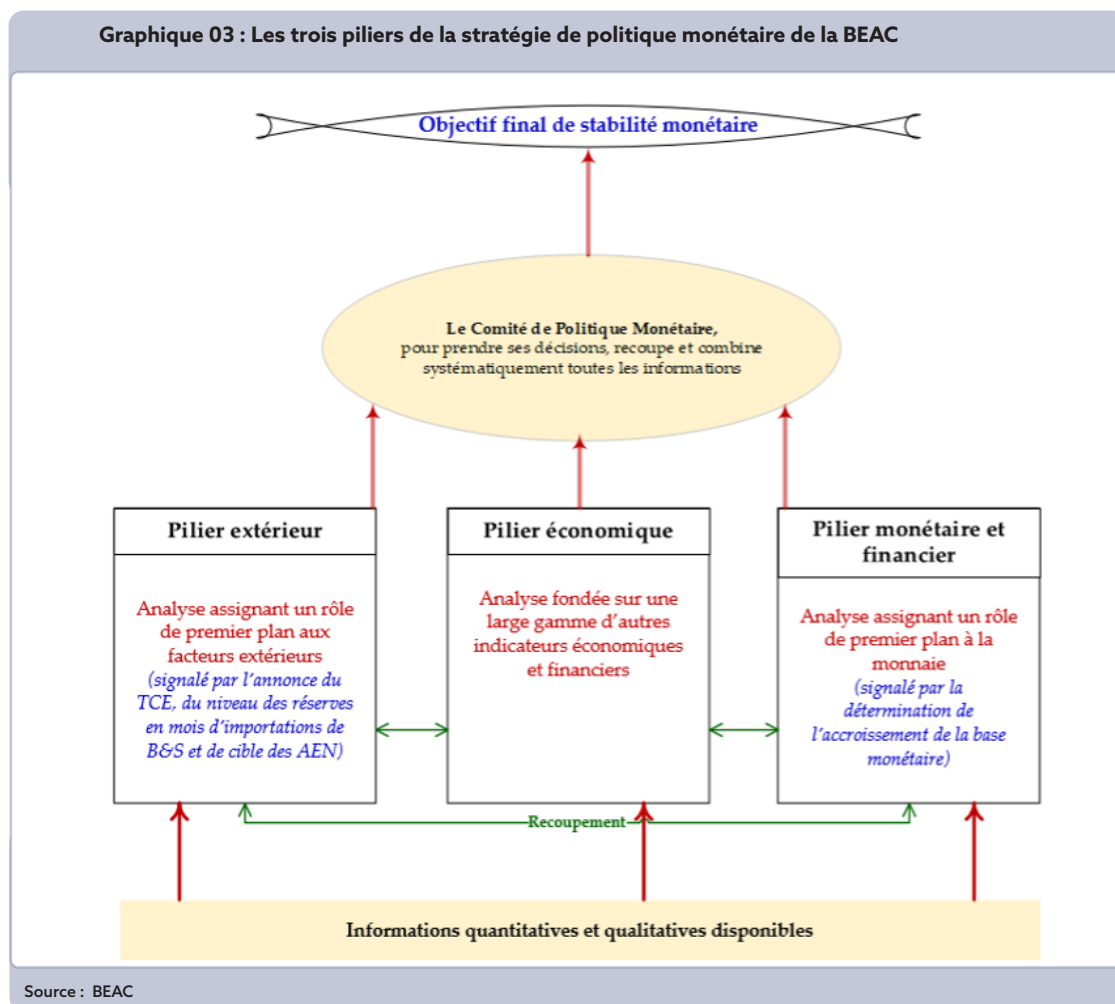 Graphique 03 : Les trois piliers de la stratégie de politique monétaire de la BEAC
Objectif final de stabilité monétaire
Le Comité de Politique Monétaire,
pour prendre ses décisions, recoupe et combine
systématiquement toutes les informations
Pilier extérieur
Analyse assignant un rôle
de premier plan aux
facteurs extérieurs
(signalé par l'annonce du
TCE, du niveau des réserves
en mois d'importations de
B&S et de cible des AEN)
Pilier économique
Analyse fondée sur une
large gamme d'autres
indicateurs économiques
et financiers
Pilier monétaire et
financier
Analyse assignant un rôle
de premier plan à la
monnaie
(signalé par la
détermination de
l'accroissement de la base
monétaire)
Recoupement
Informations quantitatives et qualitatives disponibles
Source : BEAC